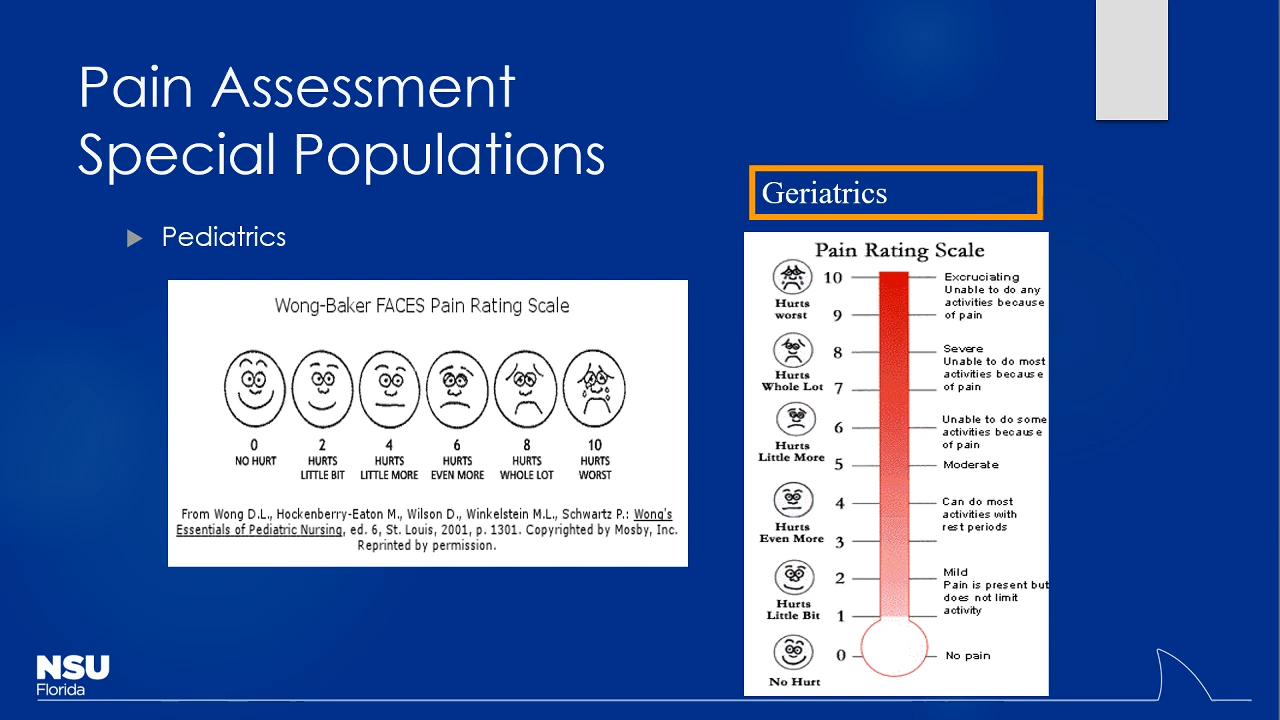 Pain Assessment
Special Populations
Pediatrics
Wong-Baker FACES Pain Rating Scale
0
NO HURT
2
HURTS
LITTLE BIT
4
HURTS
LITTLE MORE
6
HURTS
EVEN MORE
8
HURTS
WHOLE LOT
10
HURTS
WORST
From Wong D.L., Hockenberry-Eaton M., Wilson D., Winkelstein M.L., Schwartz P.: Wong's
Essentials of Pediatric Nursing, ed. 6, St. Louis, 2001, p. 1301. Copyrighted by Mosby, Inc.
Reprinted by permission.
Geriatrics
Pain Rating Scale
10
Hurts
worst
Excruciating
Unable to do any
activities because
of pain
9
8
Hurts
Whole Lot
Severe
Unable to do most
activities because
of pain
7
6
Hurts
Little More
Unable to do some
activities because
of pain
5
Moderate
4
Hurts
Even More
Can do most
activities with
rest periods
3
2
Hurts
Little Bit
Mild
Pain is present but
does not limit
activity
1
0
No Hurt
No pain
NSU
Florida